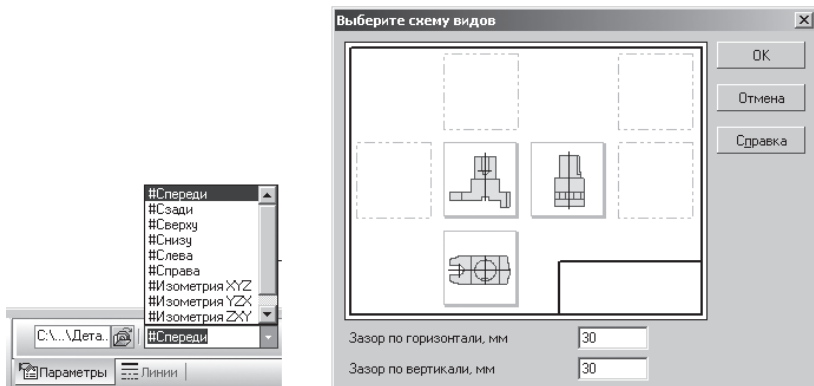 #Спереди
#Сзади
#Сверху
#Снизу
#Слева
#Справа
#Изометрия XYZ
#Изометрия YZX
#Изометрия ZXY
C:\...\Дета..
#Спереди
Параметры
Линии
Выберите схему видов
OK
Отмена
Справка
Зазор по горизонтали, мм
30
Зазор по вертикали, мм
30